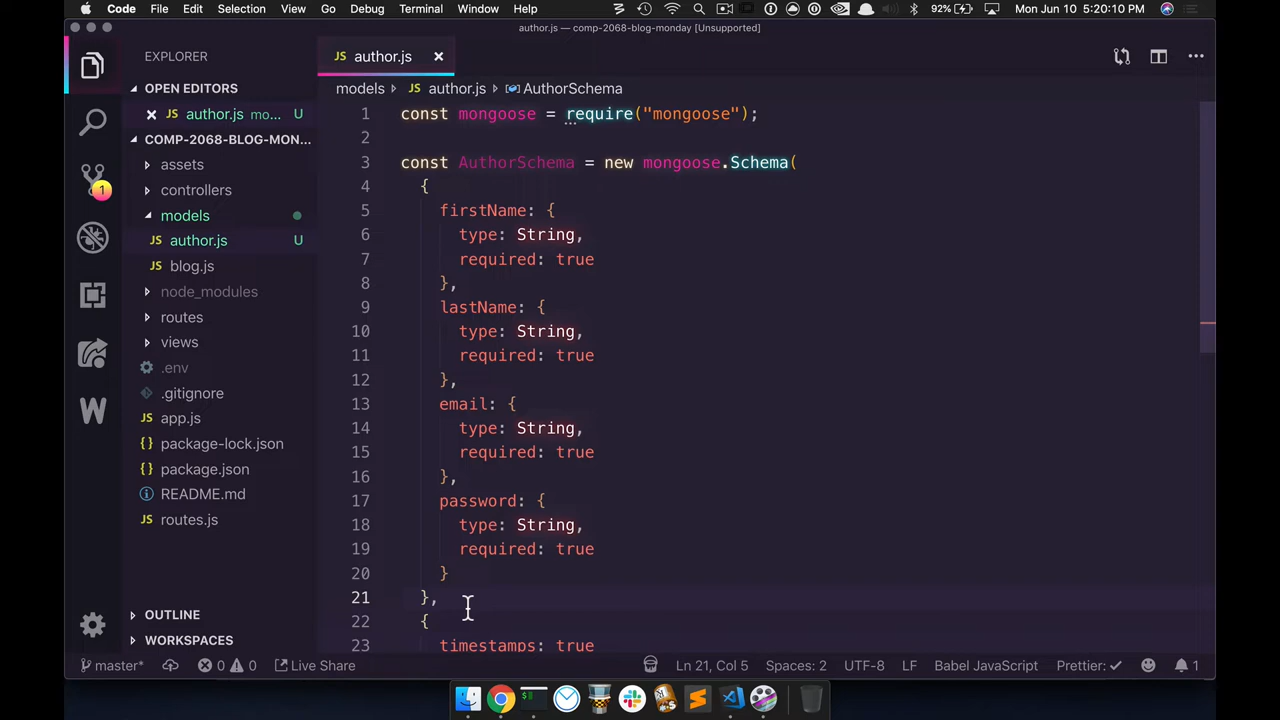 Code File Edit Selection View Go Debug Terminal Window Help 92% Mon Jun 10 5:20:10 PM
author.js — comp-2068-blog-monday [Unsupported]
EXPLORER
OPEN EDITORS
JS author.js mo... U
COMP-2068-BLOG-MON...
assets
controllers
models
JS author.js U
JS blog.js
node_modules
routes
views
.env
.gitignore
JS app.js
{} package-lock.json
{} package.json
README.md
JS routes.js
OUTLINE
WORKSPACES
1
W
JS author.js
models JS author.js AuthorSchema
1 const mongoose = require("mongoose");
2
3 const AuthorSchema = new mongoose.Schema(
4 {
5 firstName: {
6 type: String,
7 required: true
8 },
9 lastName: {
10 type: String,
11 required: true
12 },
13 email: {
14 type: String,
15 required: true
16 },
17 password: {
18 type: String,
19 required: true
20 }
21 },
22 {
23 timestamps: true
master* 0 0 Live Share Ln 21, Col 5 Spaces: 2 UTF-8 LF Babel JavaScript Prettier: ✓ 1